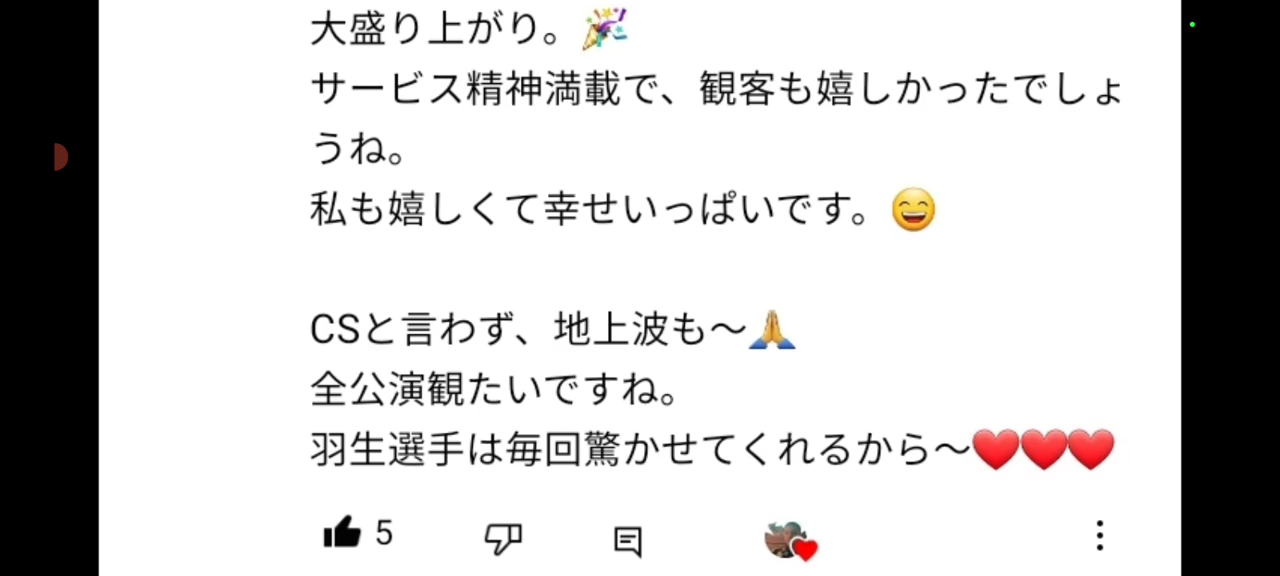 大盛り上がり。🎉
サービス精神満載で、観客も嬉しかったでしょ
うね。
私も嬉しくて幸せいっぱいです。😄
CSと言わず、地上波も〜🙏
全公演観たいですね。
羽生選手は毎回驚かせてくれるから〜❤️❤️❤️
5